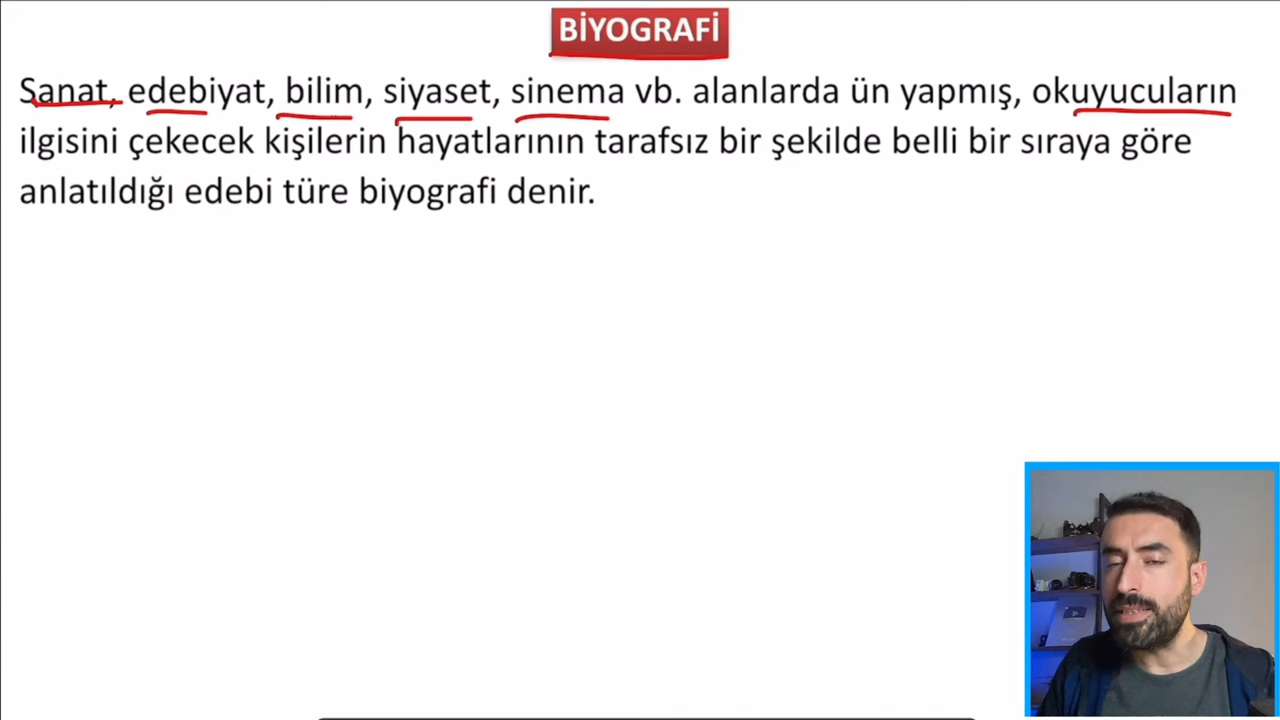 BİYOGRAFİ
Sanat, edebiyat, bilim, siyaset, sinema vb. alanlarda ün yapmış, okuyucuların
ilgisini çekecek kişilerin hayatlarının tarafsız bir şekilde belli bir sıraya göre
anlatıldığı edebi türe biyografi denir.